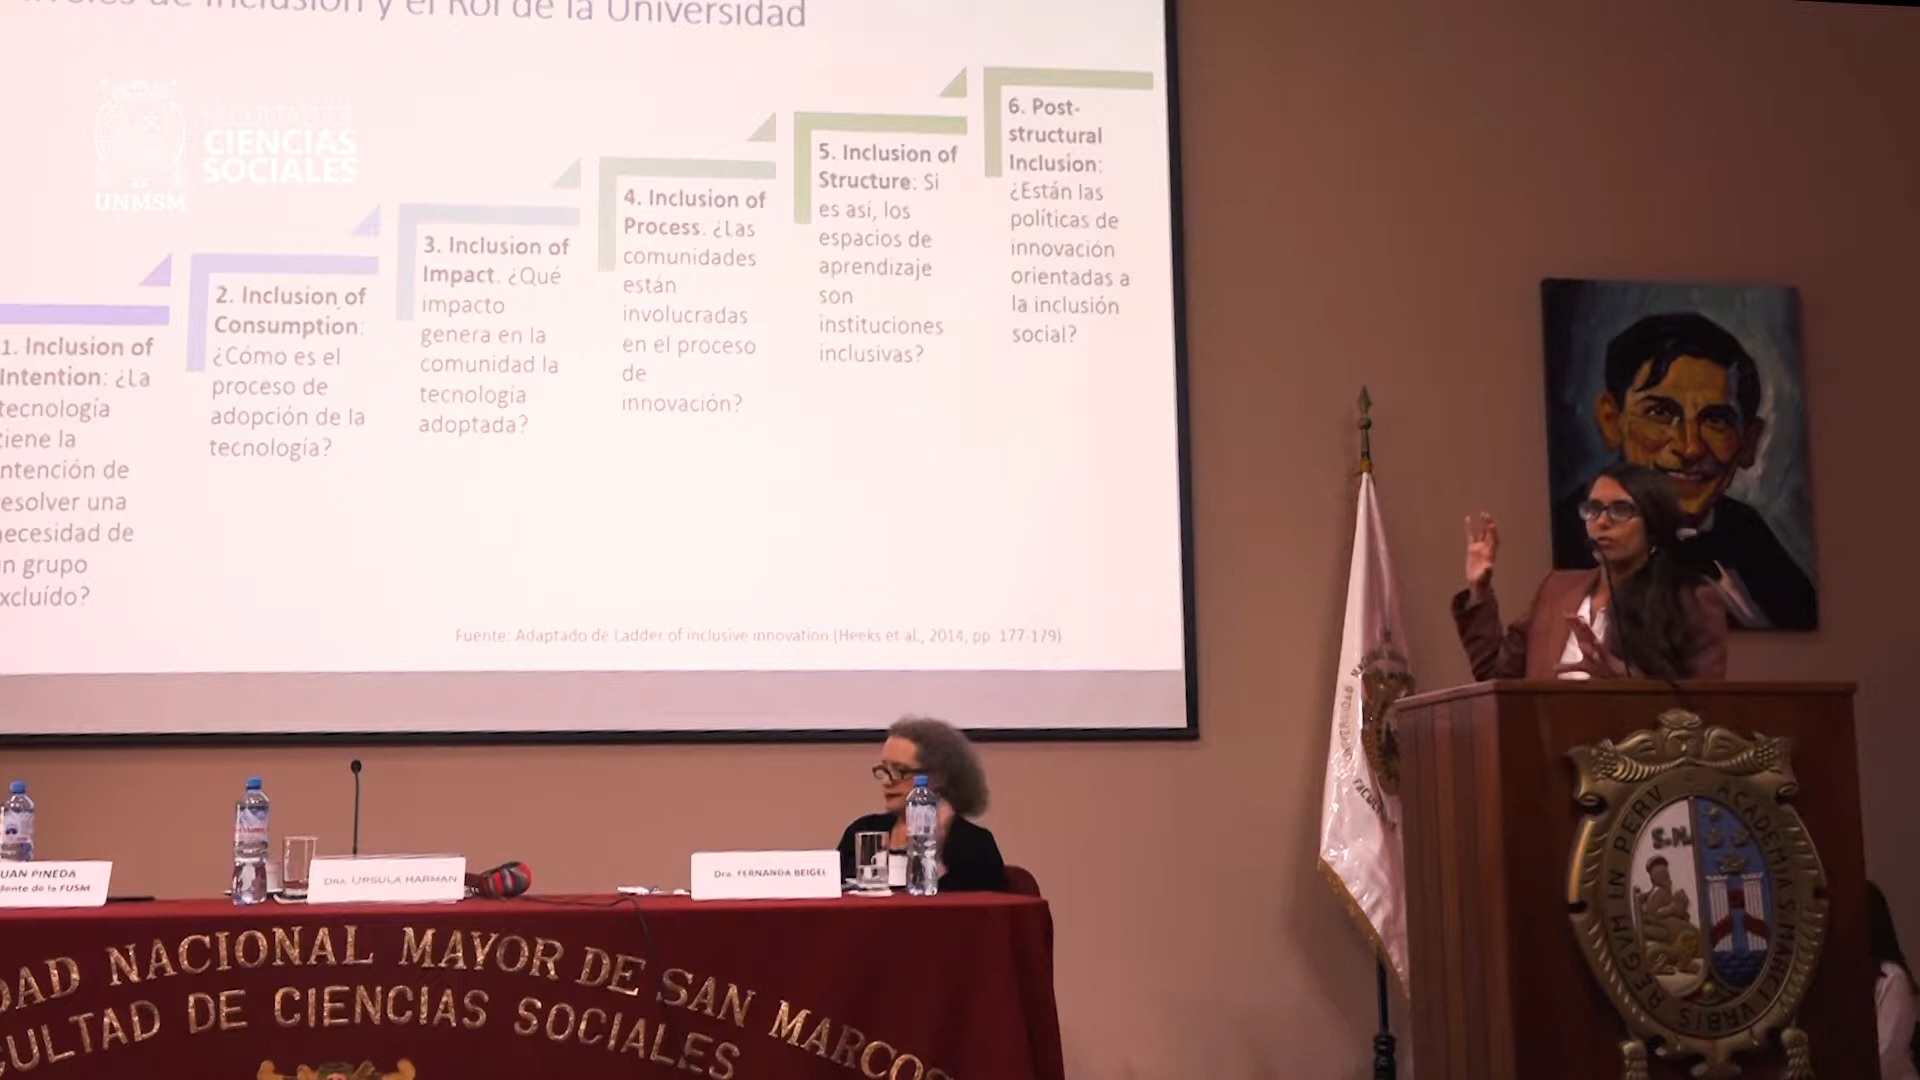 de Inclusión y el Rol de la Universidad
FACULTAD DE
CIENCIAS
SOCIALES
UNMSM
1. Inclusion of
Intention: ¿La
tecnología
tiene la
intención de
resolver una
necesidad de
un grupo
excluído?
2. Inclusion of
Consumption:
¿Cómo es el
proceso de
adopción de la
tecnología?
3. Inclusion of
Impact. ¿Qué
impacto
genera en la
comunidad la
tecnología
adoptada?
4. Inclusion of
Process. ¿Las
comunidades
están
involucradas
en el proceso
de
innovación?
5. Inclusion of
Structure: Si
es así, los
espacios de
aprendizaje
son
instituciones
inclusivas?
6. Post-
structural
Inclusion:
¿Están las
políticas de
innovación
orientadas a
la inclusión
social?
Fuente: Adaptado de Ladder of inclusive innovation (Heeks et al., 2014, pp. 177-179)
UAN PINEDA
dente de la FUSM
Dra. URSULA HARMAN
Dra. FERNANDA BEIGEL
DAD NACIONAL MAYOR DE SAN MARCOS
CULTAD DE CIENCIAS SOCIALES
ACADEMIA S. MARCI VRBIS REGVM IN PERV